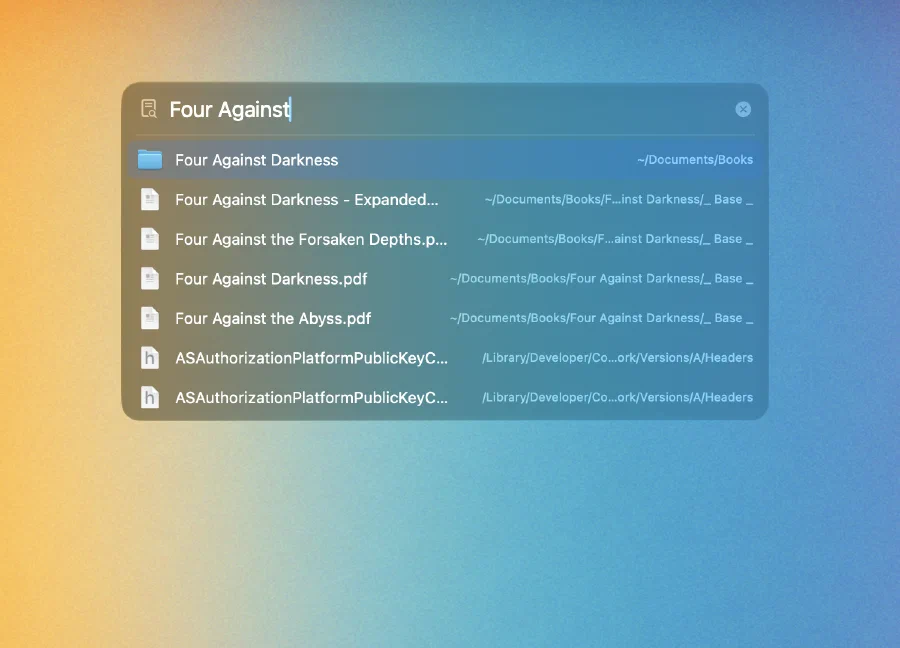 Four Against
Four Against Darkness ~/Documents/Books
Four Against Darkness - Expanded... ~/Documents/Books/F...inst Darkness/_ Base _
Four Against the Forsaken Depths.p... ~/Documents/Books/F...ainst Darkness/_ Base _
Four Against Darkness.pdf ~/Documents/Books/Four Against Darkness/_ Base _
Four Against the Abyss.pdf ~/Documents/Books/Four Against Darkness/_ Base _
h ASAuthorizationPlatformPublicKeyC... /Library/Developer/Co...ork/Versions/A/Headers
h ASAuthorizationPlatformPublicKeyC... /Library/Developer/Co...ork/Versions/A/Headers